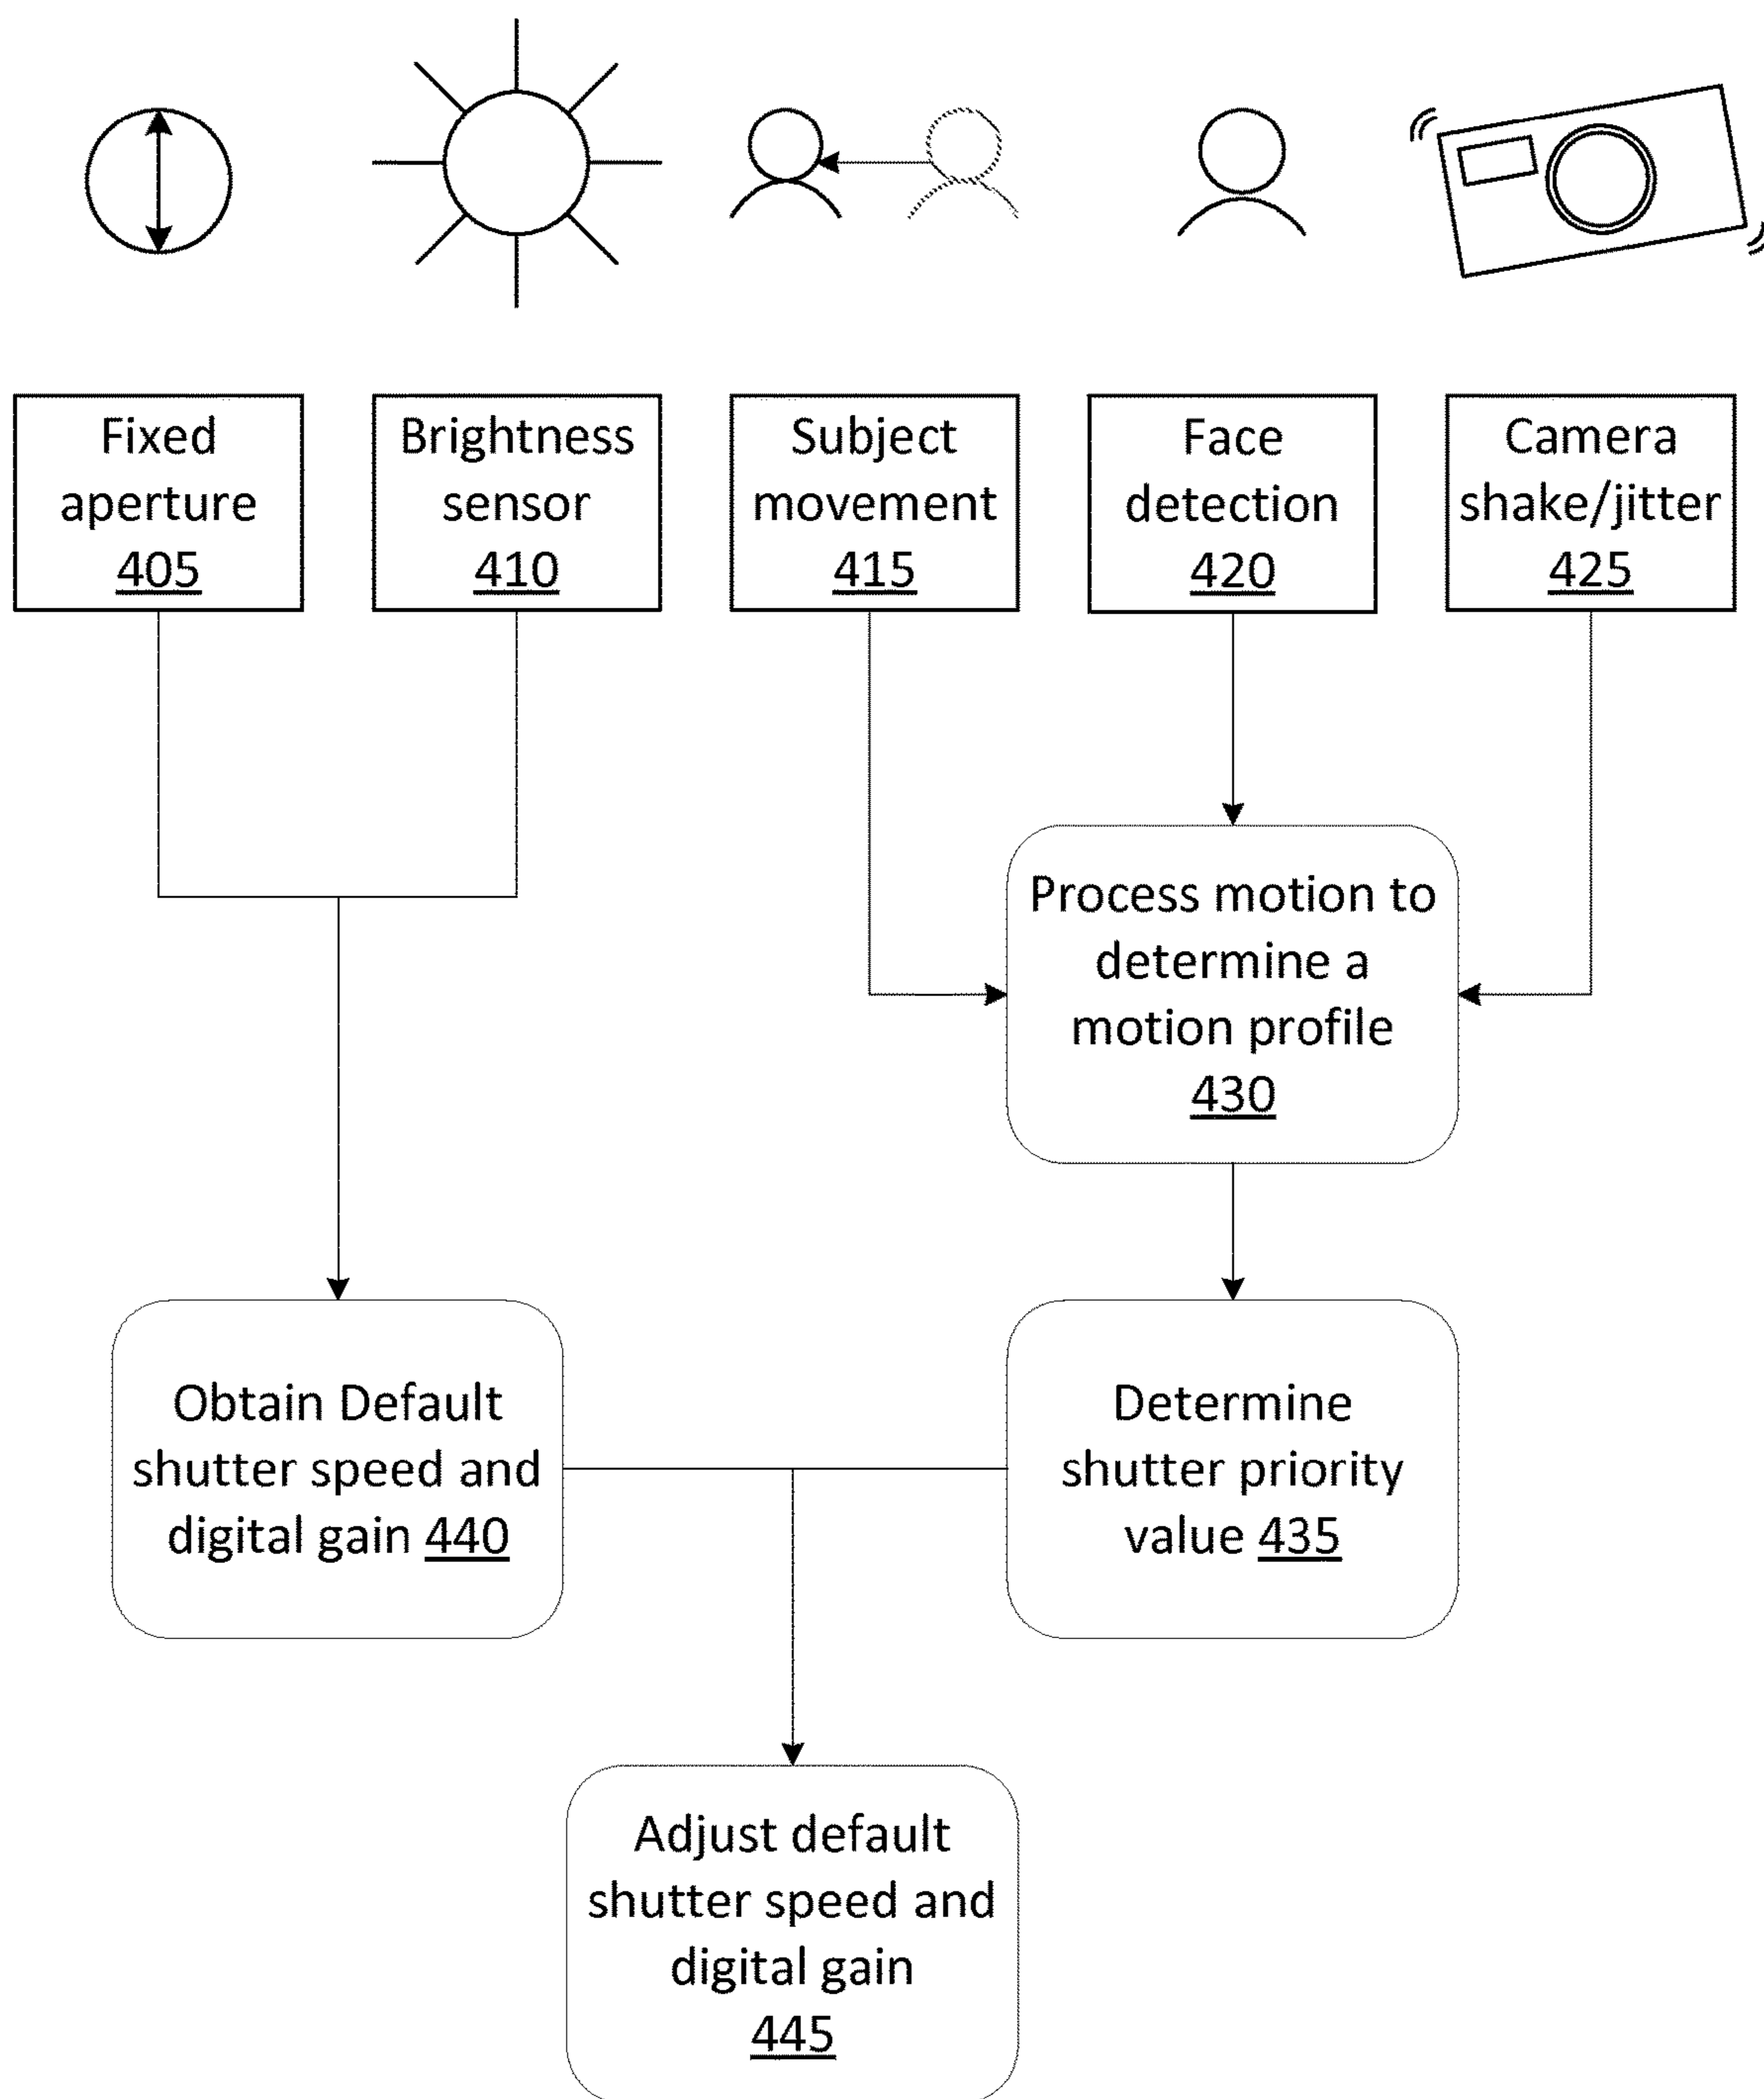 Fixed
aperture
405
Brightness
sensor
410
Subject
movement
415
Face
detection
420
Camera
shake/jitter
425
Process motion to
determine a
motion profile
430
Obtain Default
shutter speed and
digital gain 440
Determine
shutter priority
value 435
Adjust default
shutter speed and
digital gain
445